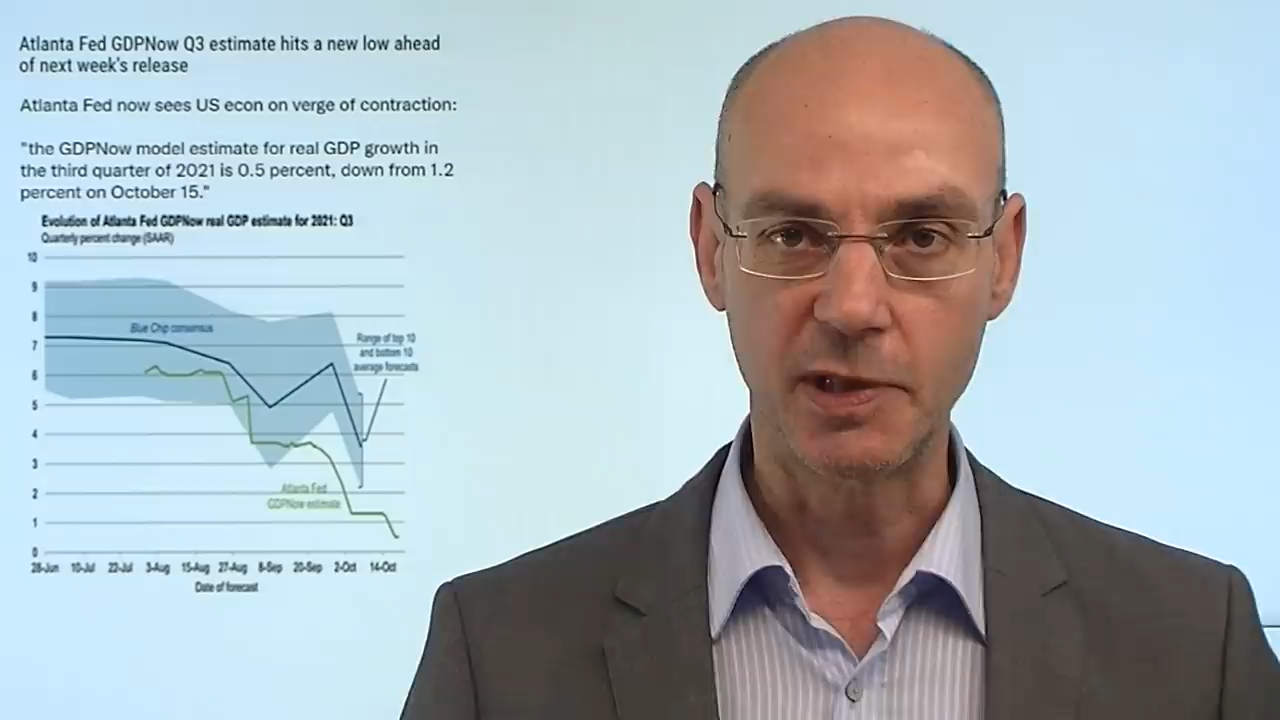 Atlanta Fed GDPNow Q3 estimate hits a new low ahead
of next week's release
Atlanta Fed now sees US econ on verge of contraction:
"the GDPNow model estimate for real GDP growth in
the third quarter of 2021 is 0.5 percent, down from 1.2
percent on October 15."
Evolution of Atlanta Fed GDPNow real GDP estimate for 2021: Q3
Quarterly percent change (SAAR)
10
9
8
7
6
5
4
3
2
1
0
Blue Chip consensus
Range of top 10
and bottom 10
average forecasts
Atlanta Fed
GDPNow estimate
28-Jun 10-Jul 22-Jul 3-Aug 15-Aug 27-Aug 8-Sep 20-Sep 2-Oct 14-Oct
Date of forecast